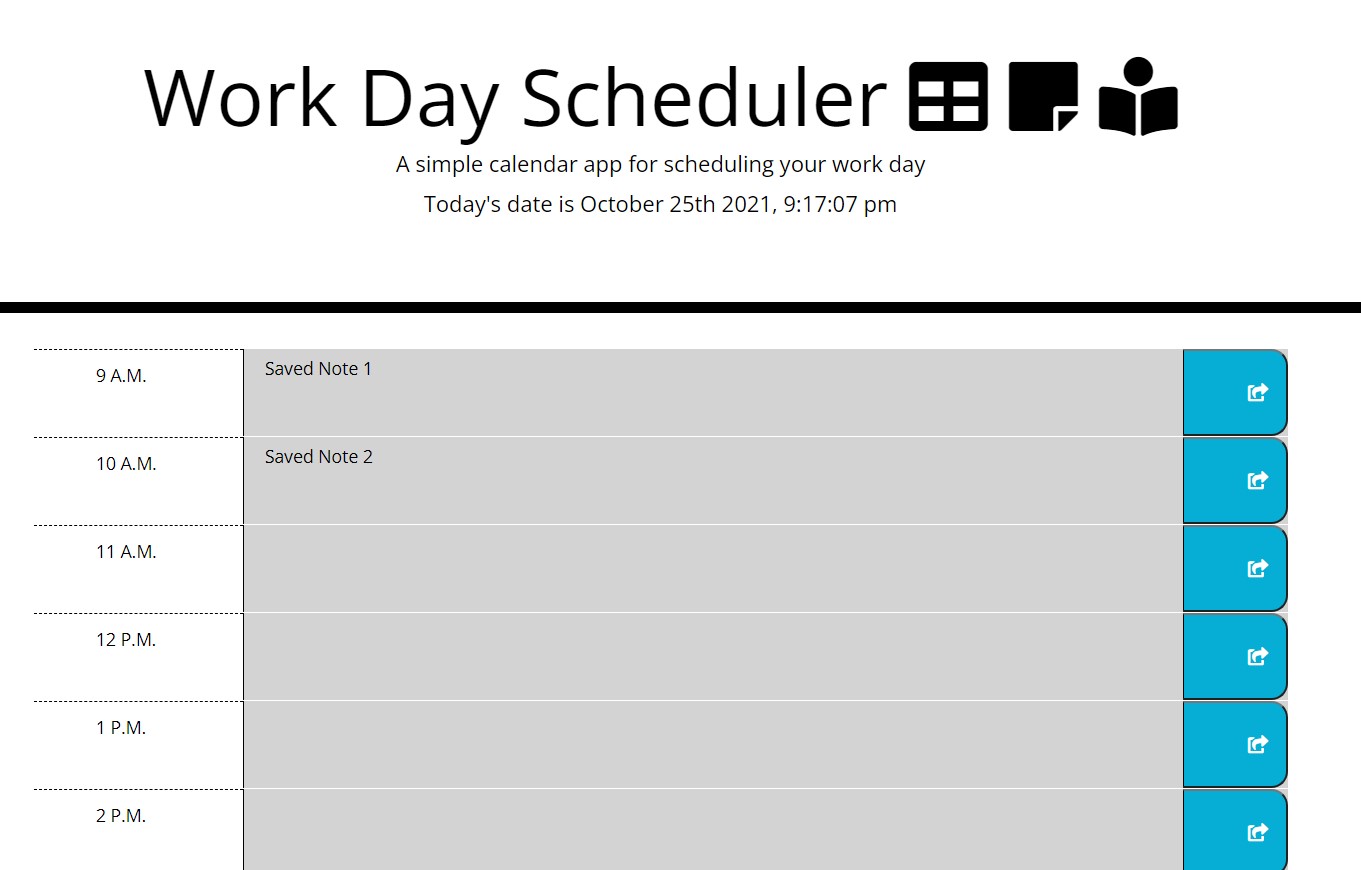 Work Day Scheduler
A simple calendar app for scheduling your work day
Today's date is October 25th 2021, 9:17:07 pm
9 A.M.
Saved Note 1
10 A.M.
Saved Note 2
11 A.M.
12 P.M.
1 P.M.
2 P.M.